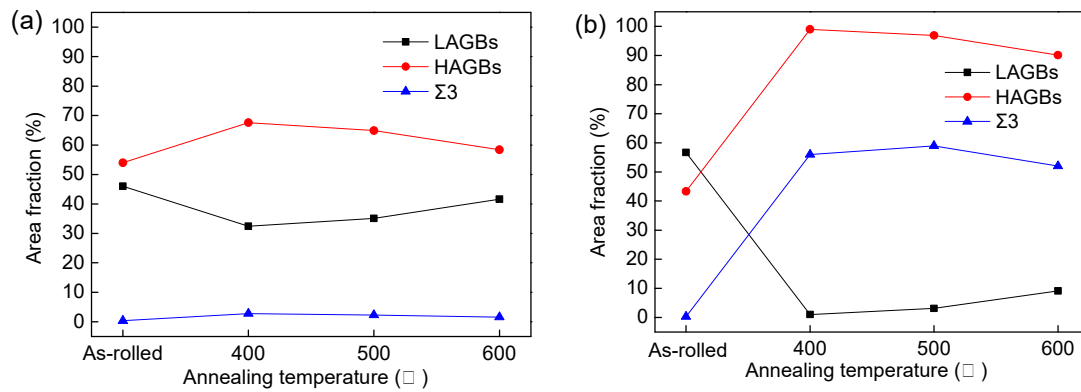 (a)
100
90
80
70
60
50
40
30
20
10
0
Area fraction (%)
LAGBs
HAGBs
Σ3
As-rolled 400 500 600
Annealing temperature (□ )
(b)
100
90
80
70
60
50
40
30
20
10
0
Area fraction (%)
LAGBs
HAGBs
Σ3
As-rolled 400 500 600
Annealing temperature (□ )